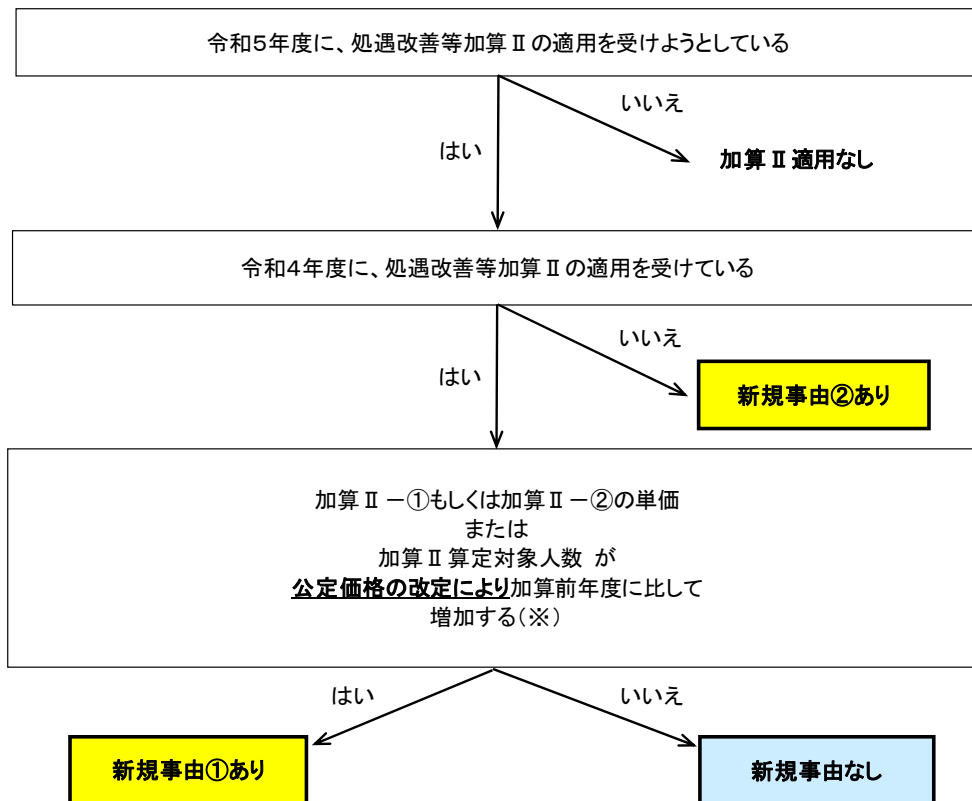 令和５年度に、処遇改善等加算Ⅱの適用を受けようとしている
いいえ
はい
加算Ⅱ適用なし
令和４年度に、処遇改善等加算Ⅱの適用を受けている
いいえ
はい
新規事由②あり
加算Ⅱ－①もしくは加算Ⅱ－②の単価
または
加算Ⅱ算定対象人数 が
公定価格の改定により加算前年度に比して
増加する（※）
はい
いいえ
新規事由①あり
新規事由なし